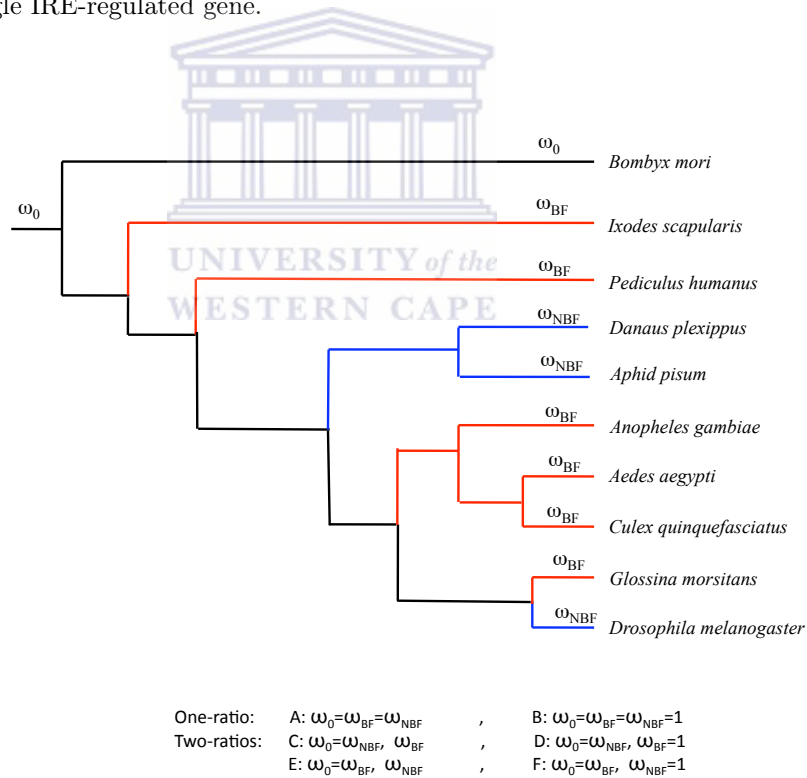 gle IRE-regulated gene.
ω0
ω0
Bombyx mori
ωBF
Ixodes scapularis
UNIVERSITY of the
WESTERN CAPE
ωBF
Pediculus humanus
ωNBF
Danaus plexippus
ωNBF
Aphid pisum
ωBF
Anopheles gambiae
ωBF
Aedes aegypti
ωBF
Culex quinquefasciatus
ωBF
Glossina morsitans
ωNBF
Drosophila melanogaster
One-ratio: A: ω0=ωBF=ωNBF , B: ω0=ωBF=ωNBF=1
Two-ratios: C: ω0=ωNBF, ωBF , D: ω0=ωNBF, ωBF=1
E: ω0=ωBF, ωNBF , F: ω0=ωBF, ωNBF=1